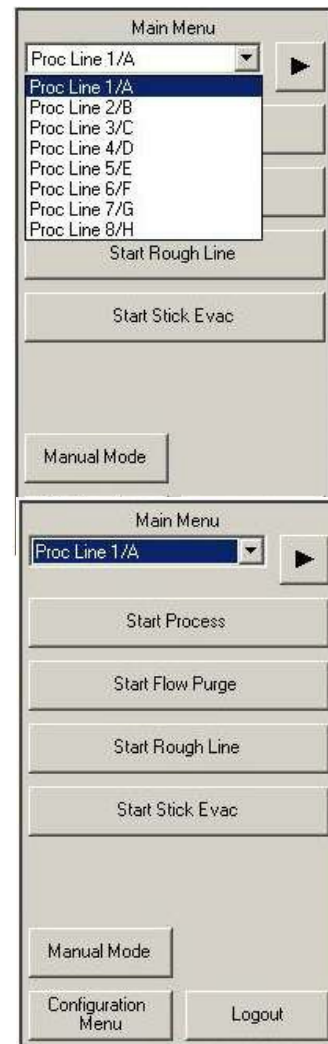 Main Menu
Proc Line 1/A
Proc Line 1/A
Proc Line 2/B
Proc Line 3/C
Proc Line 4/D
Proc Line 5/E
Proc Line 6/F
Proc Line 7/G
Proc Line 8/H
Start Rough Line
Start Stick Evac
Manual Mode
Main Menu
Proc Line 1/A
Start Process
Start Flow Purge
Start Rough Line
Start Stick Evac
Manual Mode
Configuration
Menu
Logout